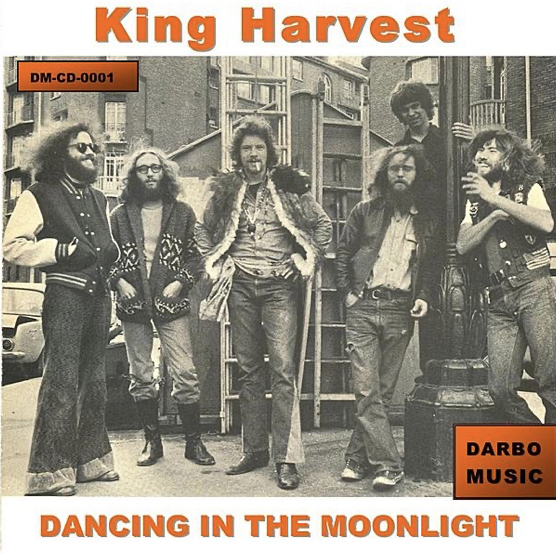 King Harvest
DM-CD-0001
DARBO
MUSIC
DANCING IN THE MOONLIGHT